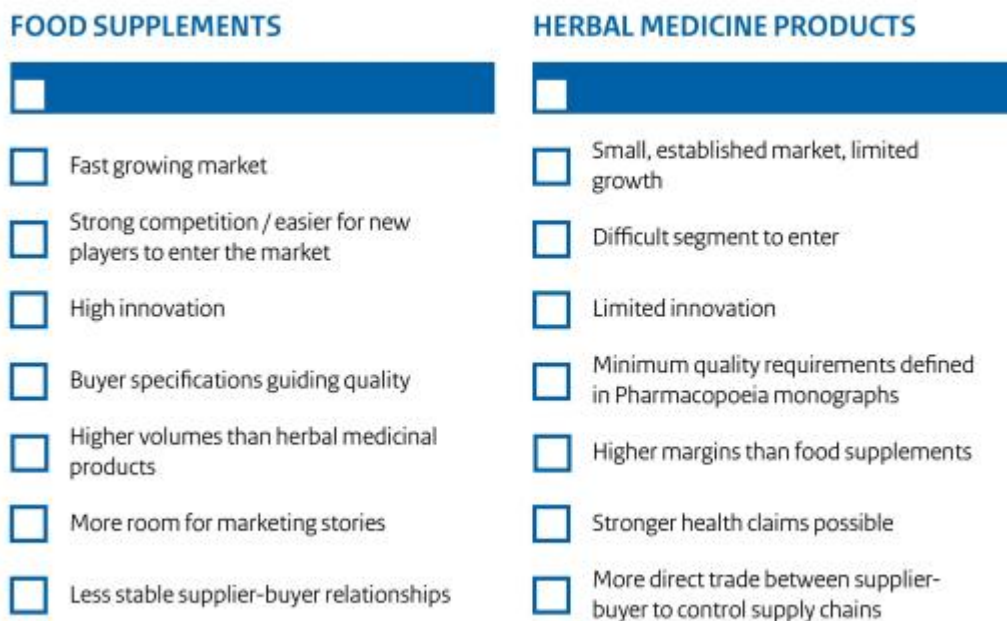 FOOD SUPPLEMENTS
Fast growing market
Strong competition / easier for new
players to enter the market
High innovation
Buyer specifications guiding quality
Higher volumes than herbal medicinal
products
More room for marketing stories
Less stable supplier-buyer relationships
HERBAL MEDICINE PRODUCTS
Small, established market, limited
growth
Difficult segment to enter
Limited innovation
Minimum quality requirements defined
in Pharmacopoeia monographs
Higher margins than food supplements
Stronger health claims possible
More direct trade between supplier-
buyer to control supply chains